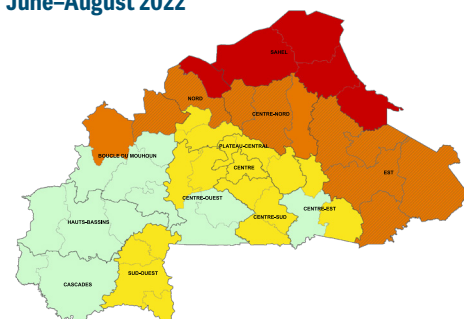 June–August 2022
SAHEL
NORD
CENTRE-NORD
PLATEAU-CENTRAL
BOUCLE DU MOUHOUN
CENTRE
EST
CENTRE-OUEST
CENTRE-EST
CENTRE-SUD
HAUTS-BASSINS
SUD-OUEST
CASCADES